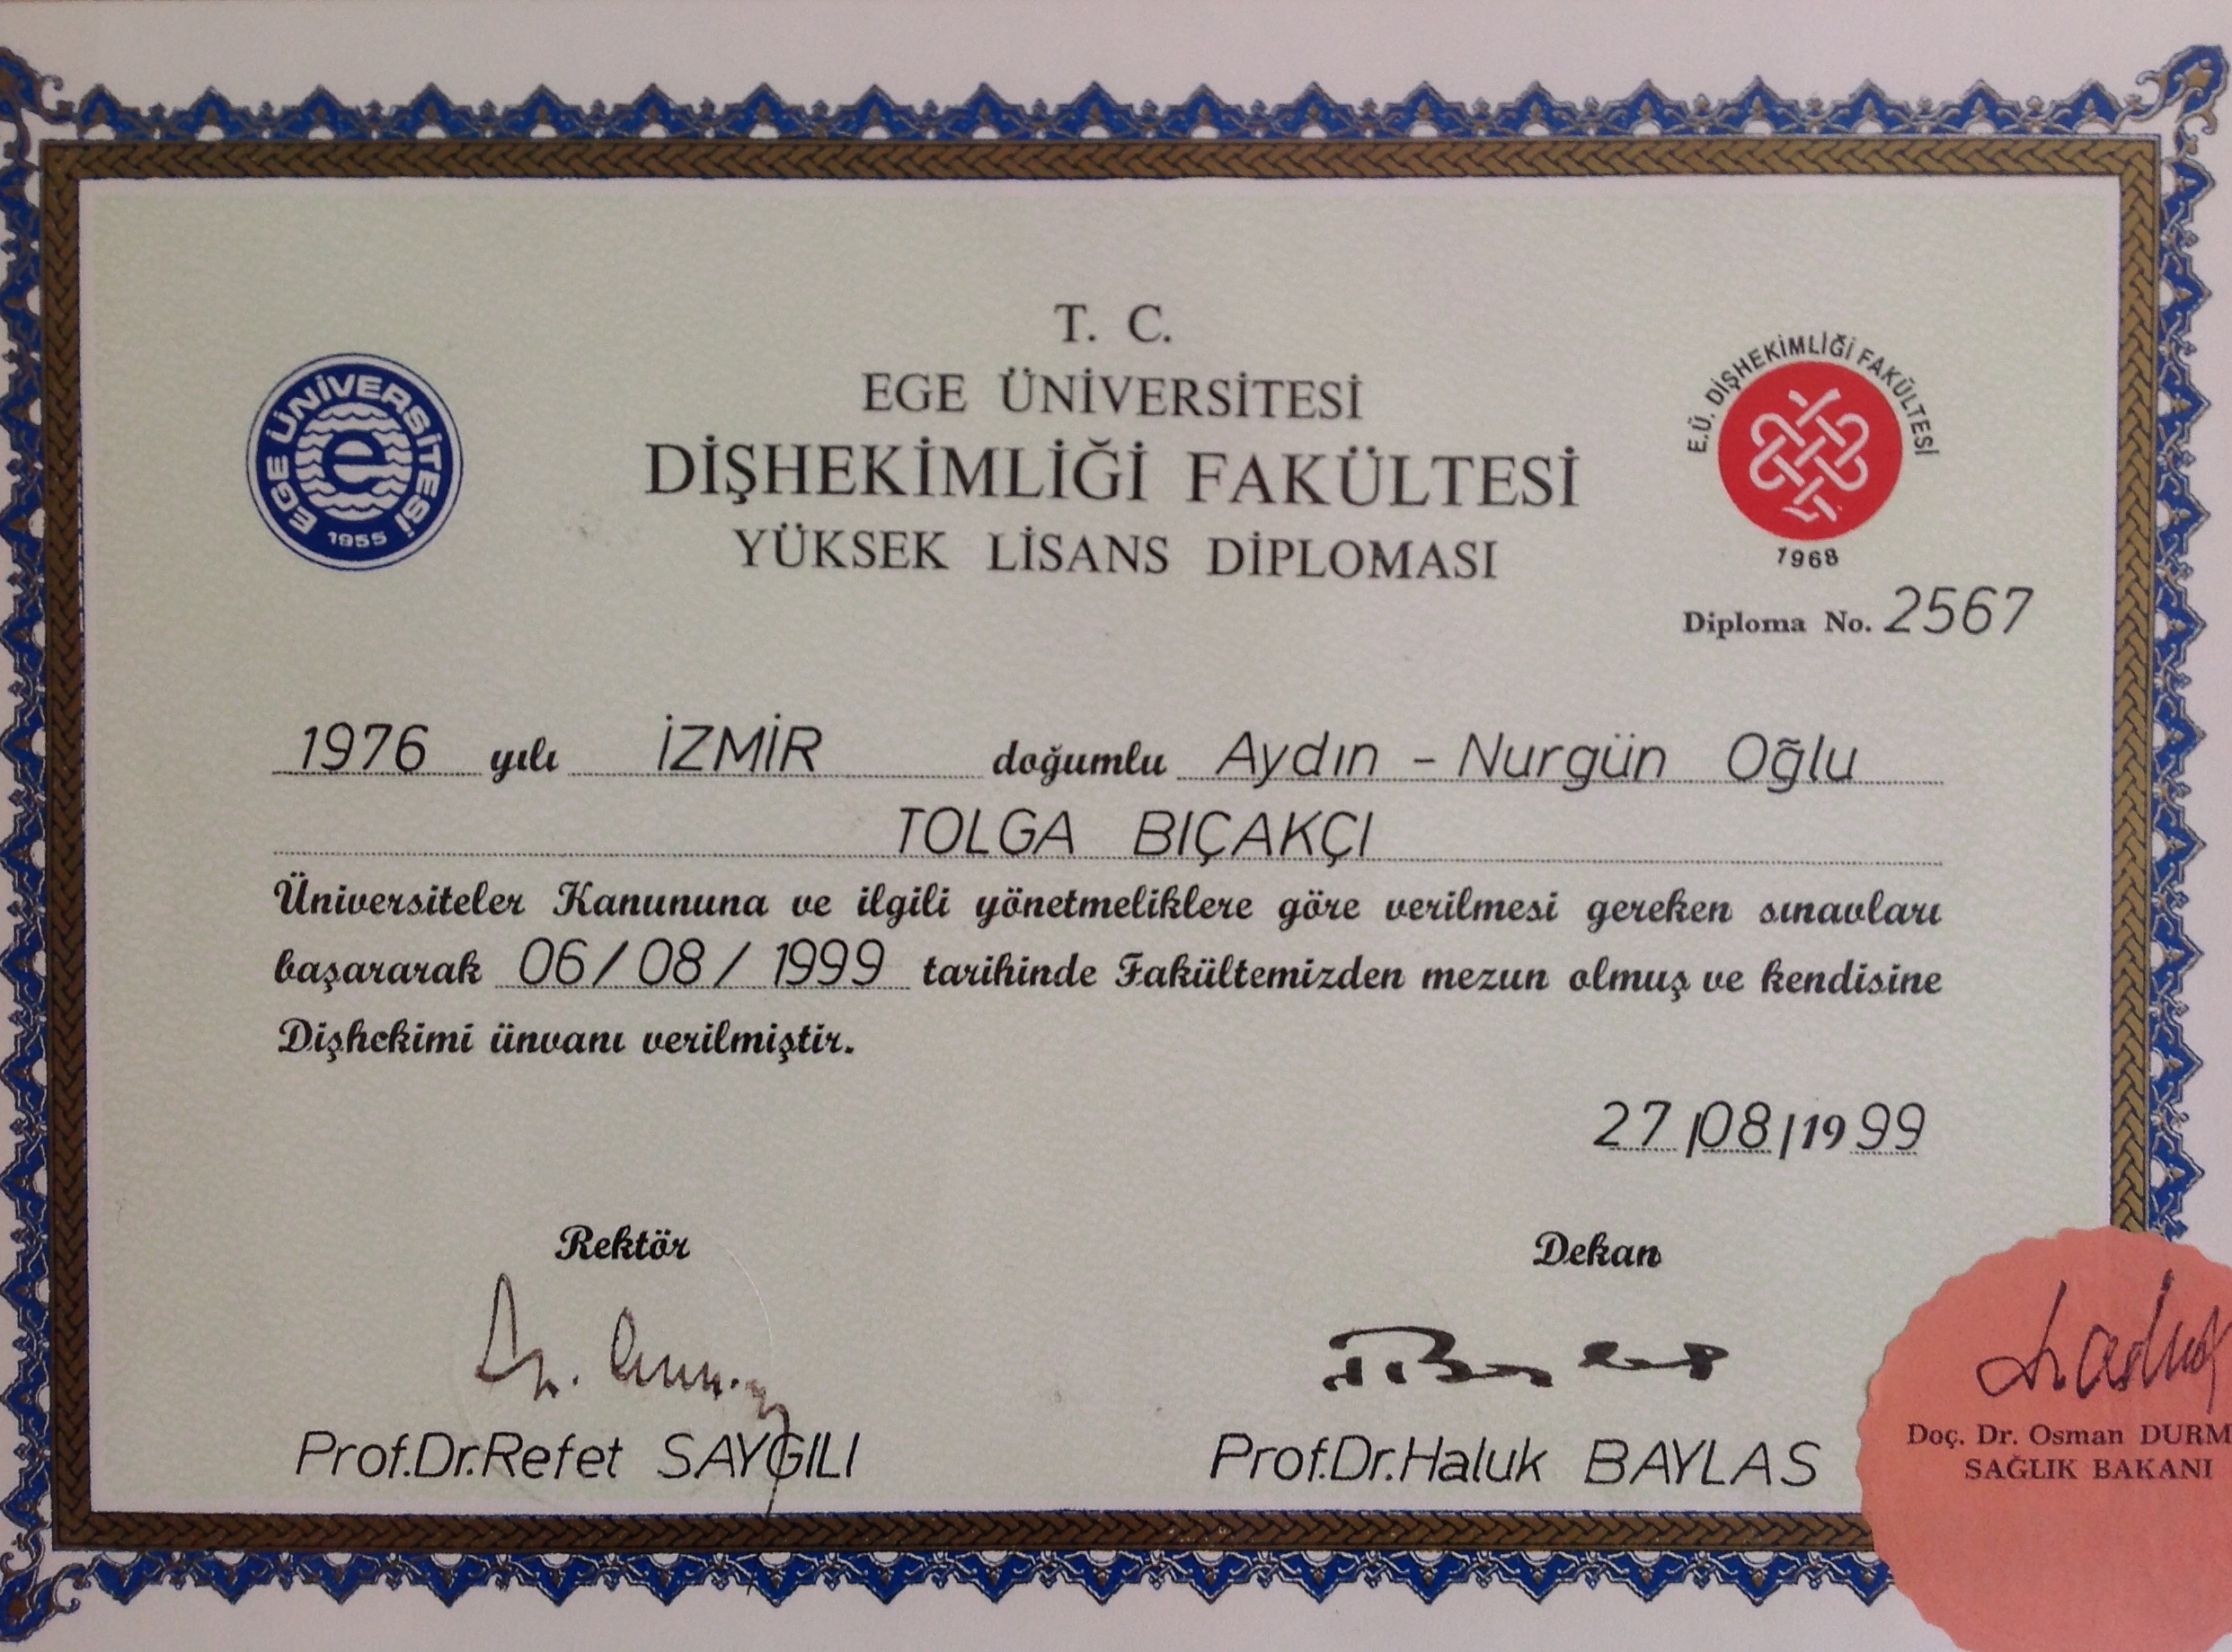 T. C.
EGE ÜNİVERSİTESİ
DİŞHEKİMLİĞİ FAKÜLTESİ
YÜKSEK LİSANS DİPLOMASI
EGE ÜNİVERSİTESİ
e
1955
E.Ü. DİŞHEKİMLİĞİ FAKÜLTESİ
1968
Diploma No. 2567
1976 yılı İZMİR doğumlu Aydın - Nurgün Oğlu
TOLGA BIÇAKÇI
Üniversiteler Kanununa ve ilgili yönetmeliklere göre verilmesi gereken sınavları
başararak 06/08/1999 tarihinde Fakültemizden mezun olmuş ve kendisine
Dişhekimi ünvanı verilmiştir.
27/08/1999
Rektör
Dekan
Prof.Dr.Refet SAYGILI
Prof.Dr.Haluk BAYLAS
Doç. Dr. Osman DURM
SAĞLIK BAKANI